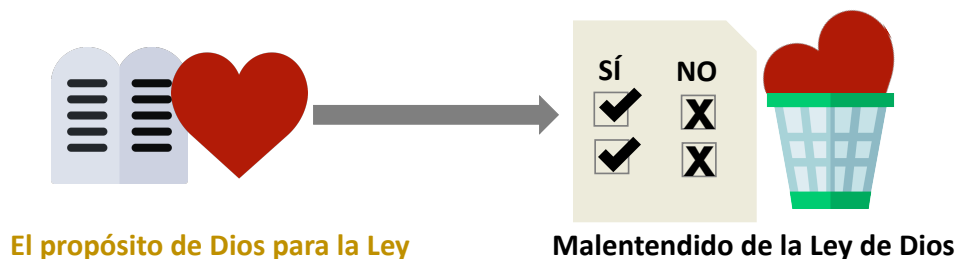 SÍ NO
El propósito de Dios para la Ley
Malentendido de la Ley de Dios